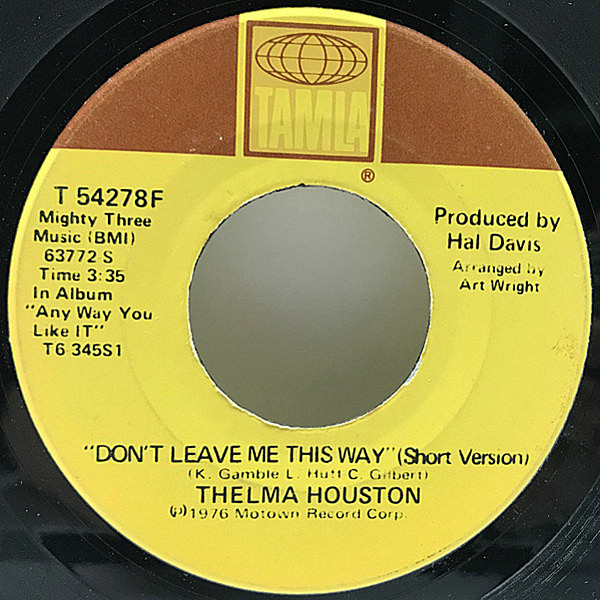 TAMLA
®
T 54278F
Mighty Three
Music (BMI)
63772 S
Time 3:35
In Album
"Any Way You
Like IT"
T6 345S1
Produced by
Hal Davis
Arranged by
Art Wright
"DON'T LEAVE ME THIS WAY" (Short Version)
(K. Gamble L. Huff C. Gilbert)
THELMA HOUSTON
℗1976 Motown Record Corp.